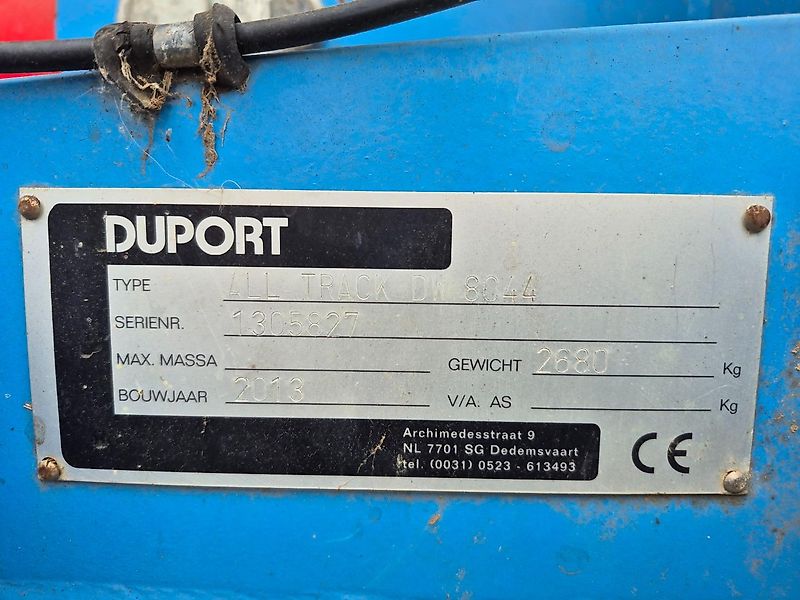 DUPORT
TYPE ALL TRACK DW 8044
SERIENR. 1305827
MAX. MASSA GEWICHT 2680 Kg
BOUWJAAR 2013 V/A. AS Kg
Archimedesstraat 9
NL 7701 SG Dedemsvaart
tel. (0031) 0523 - 613493
CE